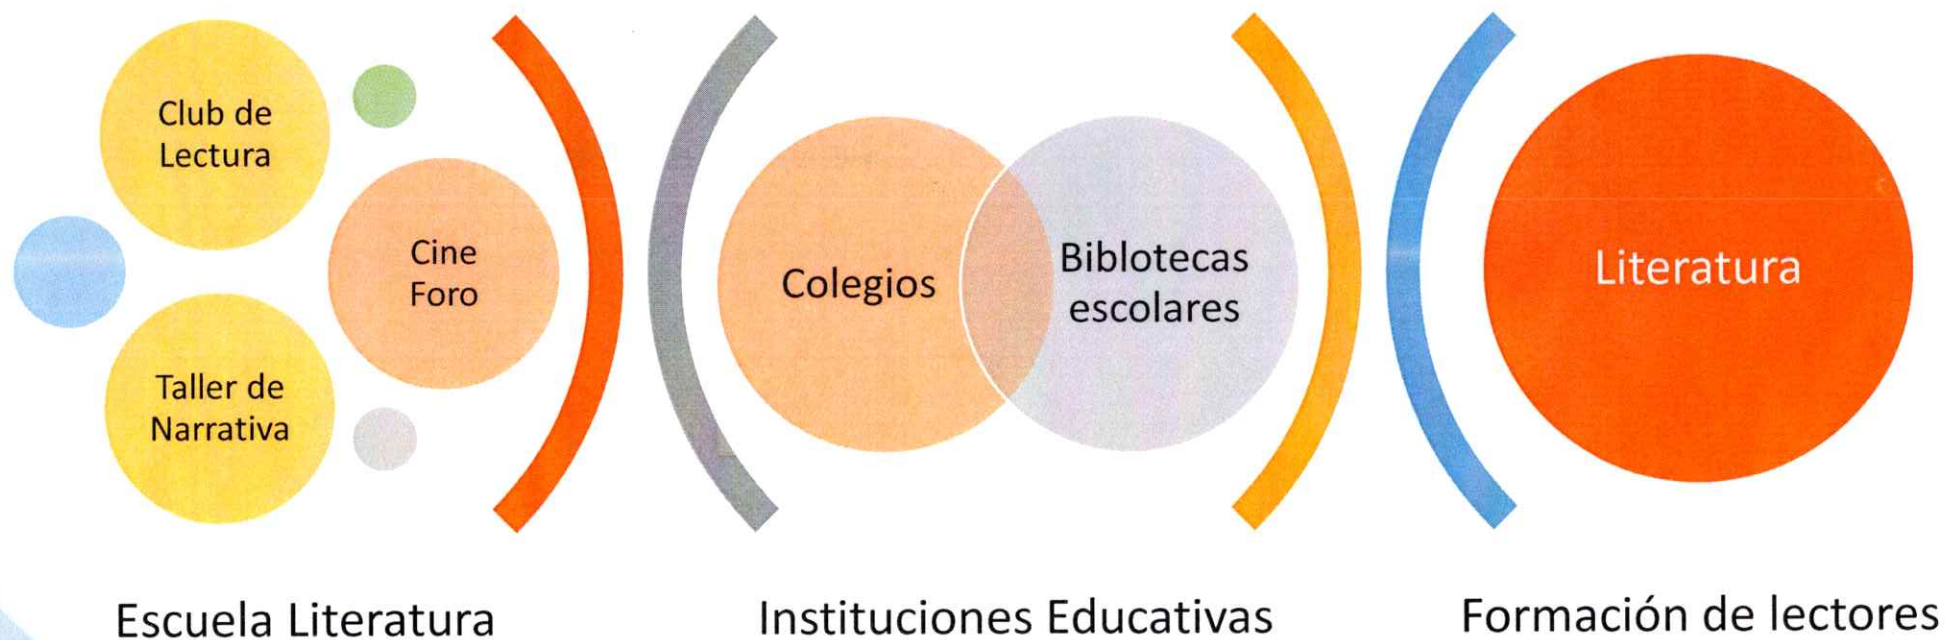 Club de
Lectura
Cine
Foro
Taller de
Narrativa
Colegios
Biblotecas
escolares
Literatura
Escuela Literatura
Instituciones Educativas
Formación de lectores